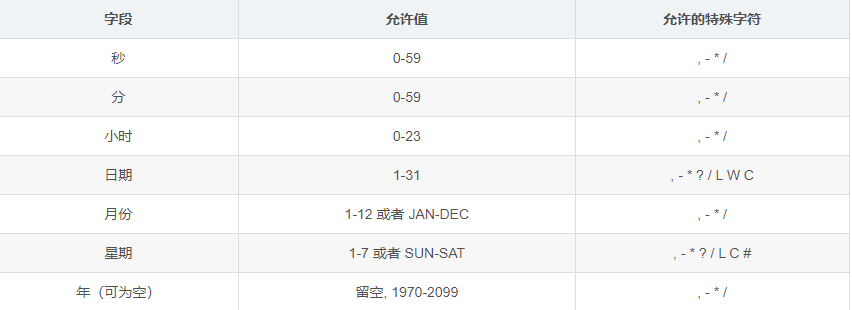 字段 允许值 允许的特殊字符
秒 0-59 , - * /
分 0-59 , - * /
小时 0-23 , - * /
日期 1-31 , - * ? / L W C
月份 1-12 或者 JAN-DEC , - * /
星期 1-7 或者 SUN-SAT , - * ? / L C #
年（可为空） 留空, 1970-2099 , - * /